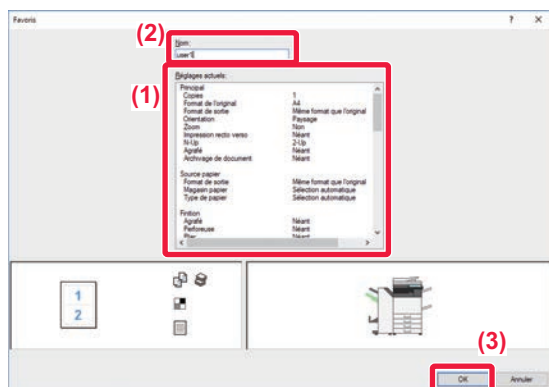 Favoris ? X
(2)
Nom:
user1
(1)
Réglages actuels:
Principal
Copies 1
Format de l'original A4
Format de sortie Même format que l'original
Orientation Paysage
Zoom Non
Impression recto verso Néant
N-Up 2-Up
Agrafé Néant
Archivage de document Néant
Source papier
Format de sortie Même format que l'original
Magasin papier Sélection automatique
Type de papier Sélection automatique
Finition
Agrafé Néant
Perforeuse Néant
Plier Néant
1
2
(3)
OK Annuler